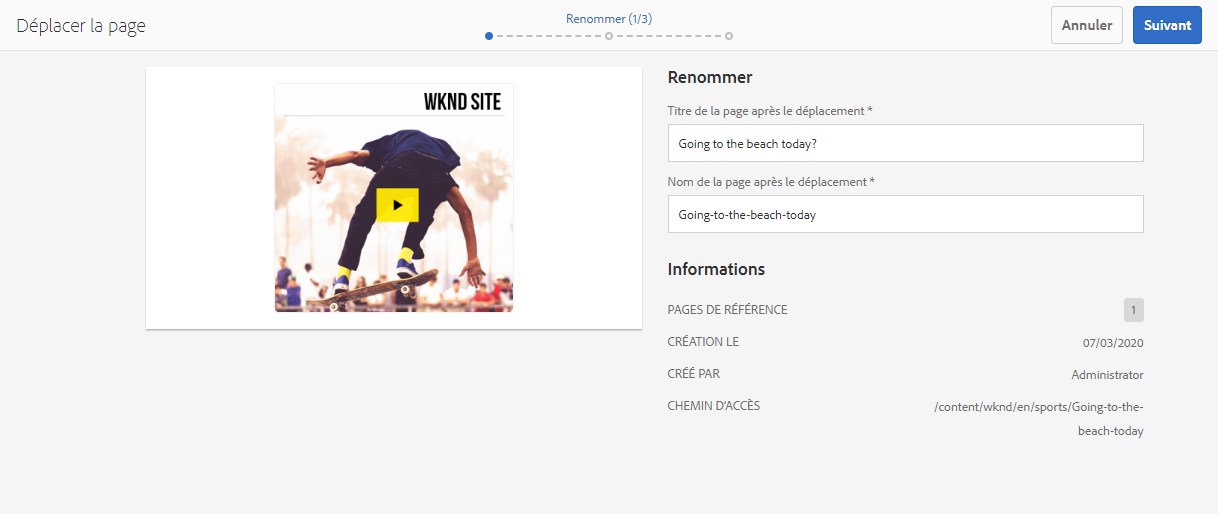 Déplacer la page
Renommer (1/3)
Annuler
Suivant
WKND SITE
Renommer
Titre de la page après le déplacement *
Going to the beach today?
Nom de la page après le déplacement *
Going-to-the-beach-today
Informations
PAGES DE RÉFÉRENCE 1
CRÉATION LE 07/03/2020
CRÉÉ PAR Administrator
CHEMIN D'ACCÈS /content/wknd/en/sports/Going-to-the-
beach-today